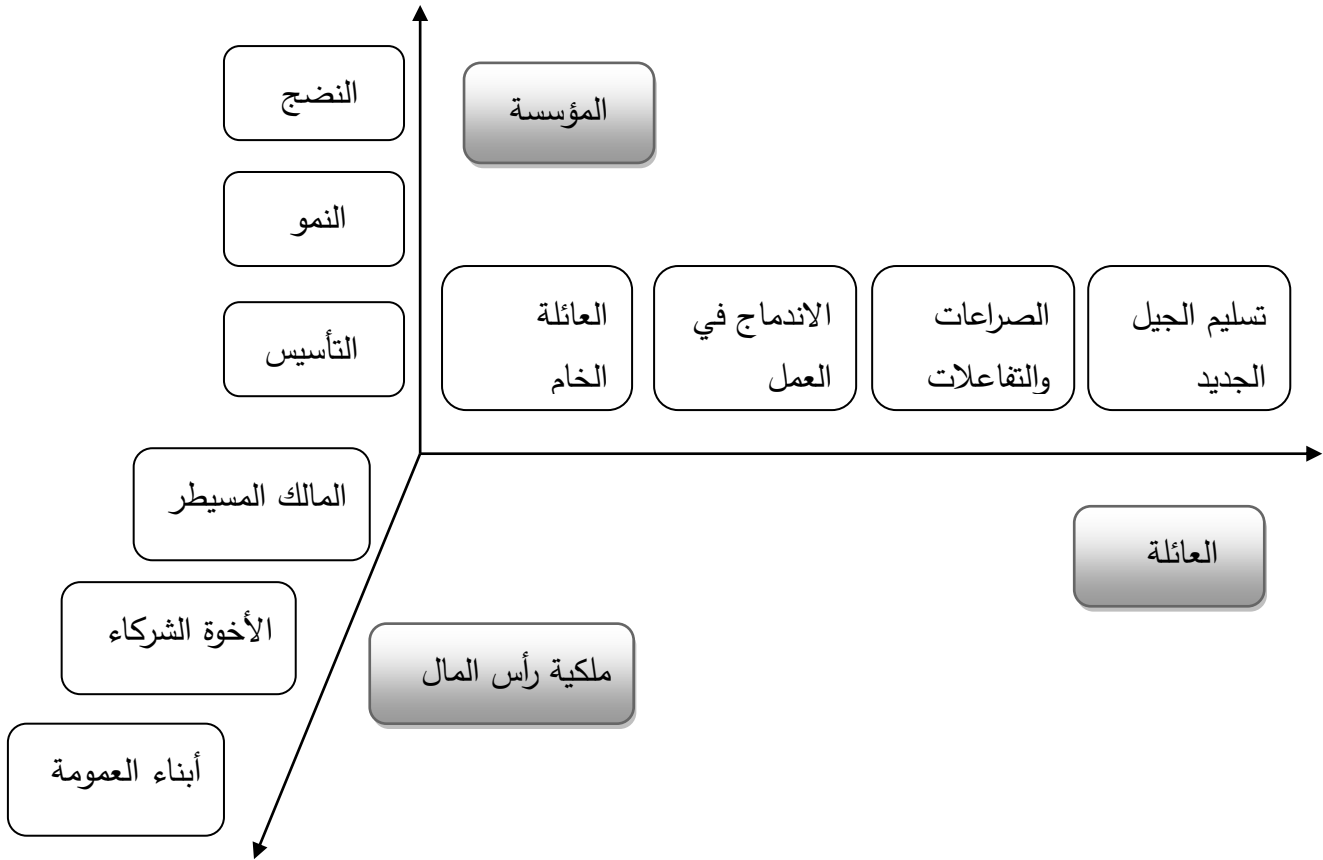 النضج
المؤسسة
النمو
التأسيس
العائلة
الخام
الاندماج في
العمل
الصراعات
والتفاعلات
تسليم الجيل
الجديد
المالك المسيطر
العائلة
الأخوة الشركاء
ملكية رأس المال
أبناء العمومة